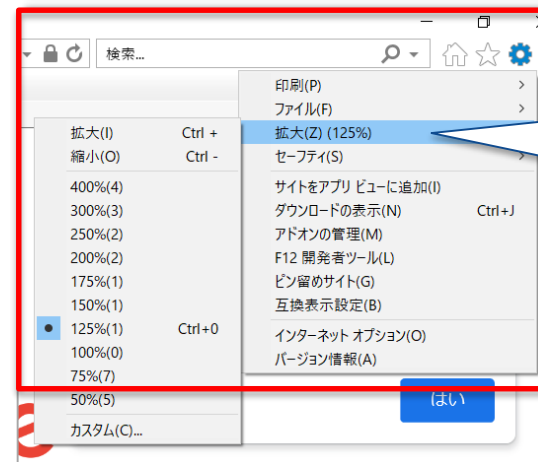 検索...
印刷(P)
ファイル(F)
拡大(Z) (125%)
セーフティ(S)
サイトをアプリ ビューに追加(I)
ダウンロードの表示(N) Ctrl+J
アドオンの管理(M)
F12 開発者ツール(L)
ピン留めサイト(G)
互換表示設定(B)
インターネット オプション(O)
バージョン情報(A)
拡大(I) Ctrl +
縮小(O) Ctrl -
400%(4)
300%(3)
250%(2)
200%(2)
175%(1)
150%(1)
125%(1) Ctrl+0
100%(0)
75%(7)
50%(5)
カスタム(C)...
はい